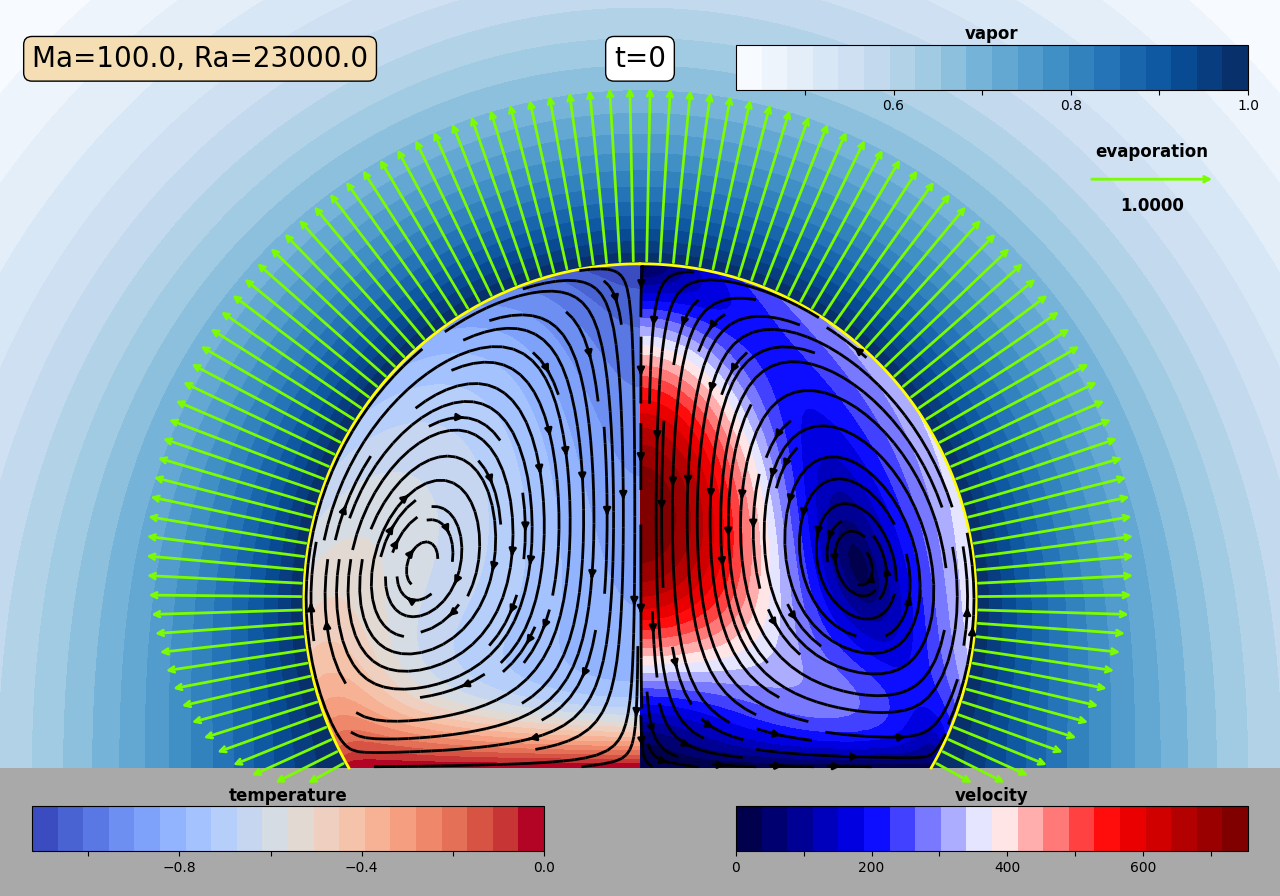 Ma=100.0, Ra=23000.0
t=0
vapor
0.6 0.8 1.0
evaporation
1.0000
temperature
−0.8 −0.4 0.0
velocity
0 200 400 600